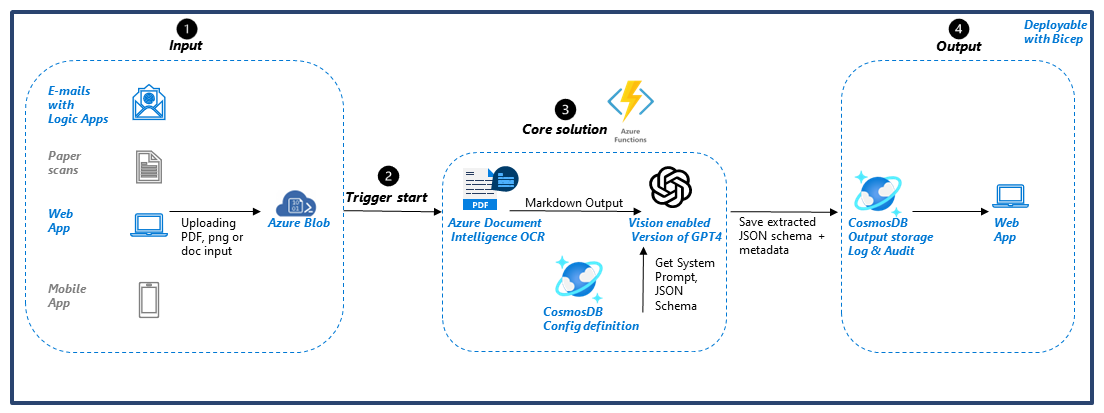 1
Input
E-mails
with
Logic Apps
Paper
scans
Web
App
Mobile
App
Uploading
PDF, png or
doc input
10
01
Azure Blob
2
Trigger start
3
Core solution
Azure
Functions
PDF
Azure Document
Intelligence OCR
Markdown Output
Vision enabled
Version of GPT4
CosmosDB
Config definition
Get System
Prompt,
JSON
Schema
Save extracted
JSON schema +
metadata
4
Output
Deployable
with Bicep
CosmosDB
Output storage
Log & Audit
Web
App